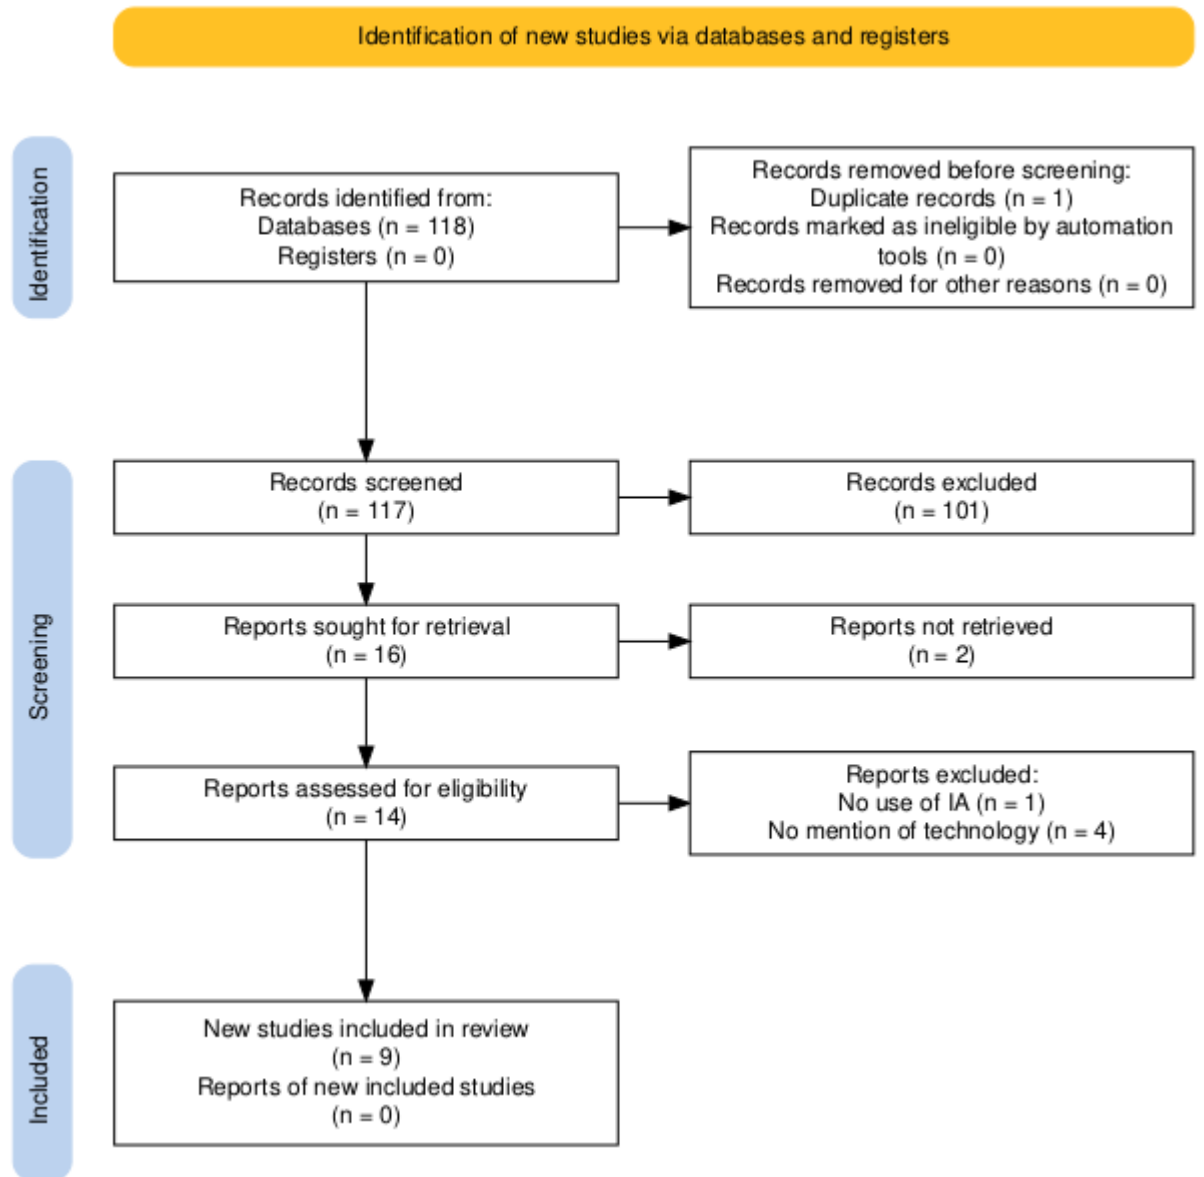 Identification of new studies via databases and registers
Identification
Records identified from:
Databases (n = 118)
Registers (n = 0)
Records removed before screening:
Duplicate records (n = 1)
Records marked as ineligible by automation
tools (n = 0)
Records removed for other reasons (n = 0)
Screening
Records screened
(n = 117)
Records excluded
(n = 101)
Reports sought for retrieval
(n = 16)
Reports not retrieved
(n = 2)
Reports assessed for eligibility
(n = 14)
Reports excluded:
No use of IA (n = 1)
No mention of technology (n = 4)
Included
New studies included in review
(n = 9)
Reports of new included studies
(n = 0)